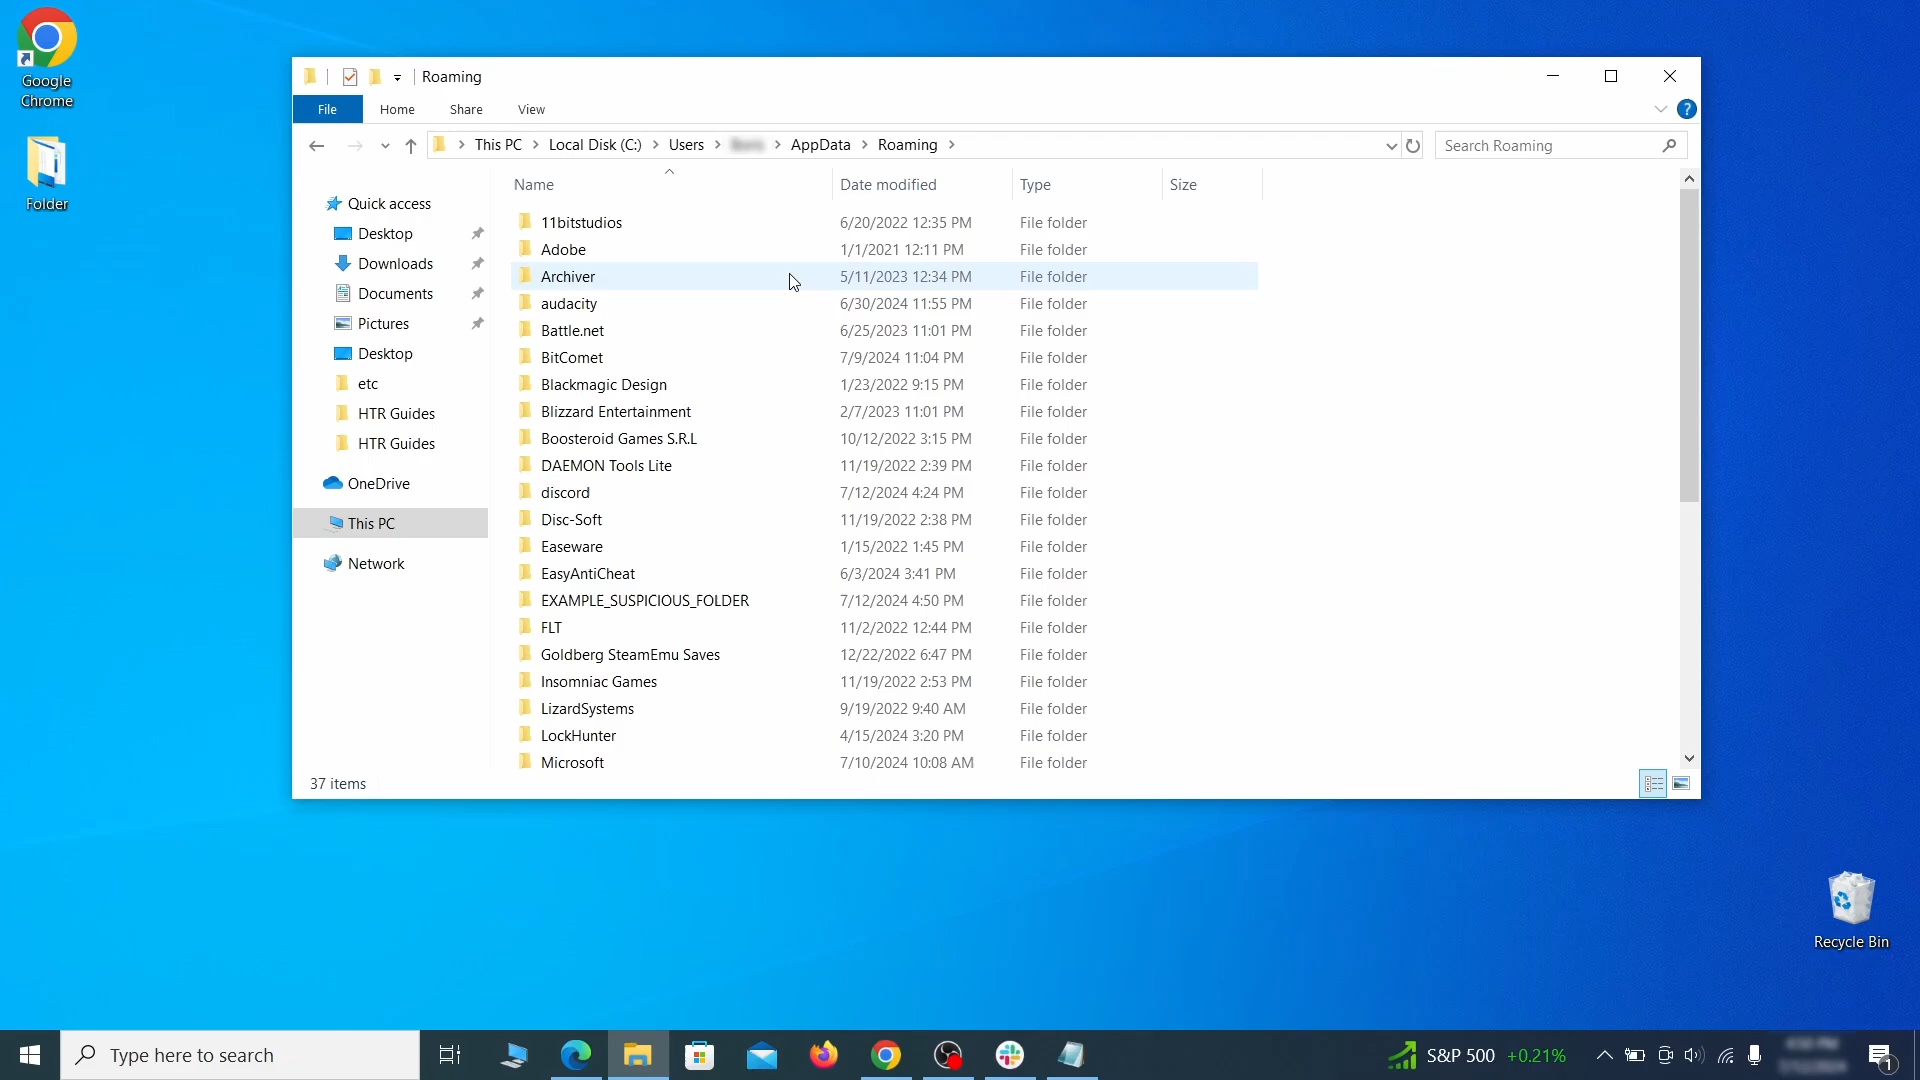 Google
Chrome
Folder
Roaming
File Home Share View
This PC Local Disk (C:) Users AppData Roaming
Search Roaming
Name Date modified Type Size
Quick access
Desktop
Downloads
Documents
Pictures
Desktop
etc
HTR Guides
HTR Guides
OneDrive
This PC
Network
11bitstudios 6/20/2022 12:35 PM File folder
Adobe 1/1/2021 12:11 PM File folder
Archiver 5/11/2023 12:34 PM File folder
audacity 6/30/2024 11:55 PM File folder
Battle.net 6/25/2023 11:01 PM File folder
BitComet 7/9/2024 11:04 PM File folder
Blackmagic Design 1/23/2022 9:15 PM File folder
Blizzard Entertainment 2/7/2023 11:01 PM File folder
Boosteroid Games S.R.L 10/12/2022 3:15 PM File folder
DAEMON Tools Lite 11/19/2022 2:39 PM File folder
discord 7/12/2024 4:24 PM File folder
Disc-Soft 11/19/2022 2:38 PM File folder
Easeware 1/15/2022 1:45 PM File folder
EasyAntiCheat 6/3/2024 3:41 PM File folder
EXAMPLE_SUSPICIOUS_FOLDER 7/12/2024 4:50 PM File folder
FLT 11/2/2022 12:44 PM File folder
Goldberg SteamEmu Saves 12/22/2022 6:47 PM File folder
Insomniac Games 11/19/2022 2:53 PM File folder
LizardSystems 9/19/2022 9:40 AM File folder
LockHunter 4/15/2024 3:20 PM File folder
Microsoft 7/10/2024 10:08 AM File folder
37 items
Recycle Bin
Type here to search
S&P 500 +0.21%
1